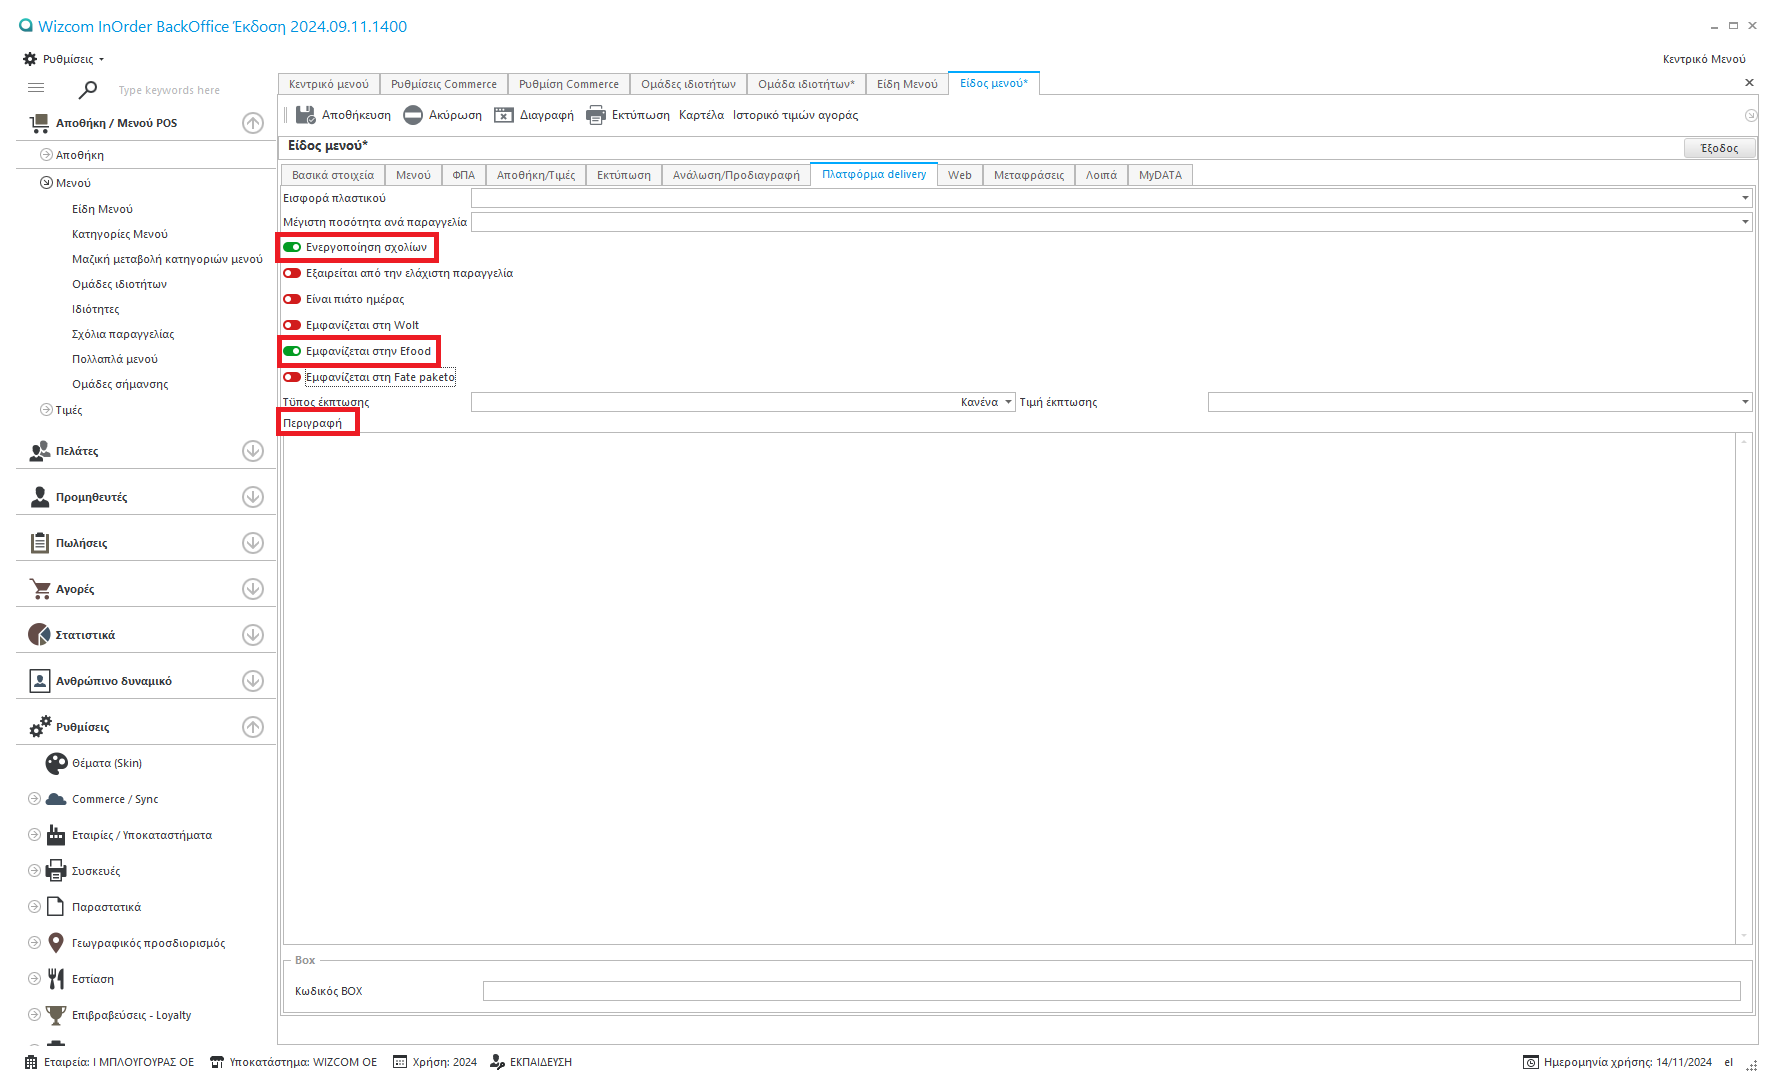 Wizcom InOrder BackOffice Έκδοση 2024.09.11.1400
Ρυθμίσεις
Κεντρικό Μενού
Type keywords here
Αποθήκη / Μενού POS
Αποθήκη
Μενού
Είδη Μενού
Κατηγορίες Μενού
Μαζική μεταβολή κατηγοριών μενού
Ομάδες ιδιοτήτων
Ιδιότητες
Σχόλια παραγγελίας
Πολλαπλά μενού
Ομάδες σήμανσης
Τιμές
Πελάτες
Προμηθευτές
Πωλήσεις
Αγορές
Στατιστικά
Ανθρώπινο δυναμικό
Ρυθμίσεις
Θέματα (Skin)
Commerce / Sync
Εταιρίες / Υποκαταστήματα
Συσκευές
Παραστατικά
Γεωγραφικός προσδιορισμός
Εστίαση
Επιβραβεύσεις - Loyalty
Κεντρικό μενού Ρυθμίσεις Commerce Ρυθμίση Commerce Ομάδες ιδιοτήτων Ομάδα ιδιοτήτων* Είδη Μενού Είδος μενού*
Αποθήκευση Ακύρωση Διαγραφή Εκτύπωση Καρτέλα Ιστορικό τιμών αγοράς
Είδος μενού*
Έξοδος
Βασικά στοιχεία Μενού ΦΠΑ Αποθήκη/Τιμές Εκτύπωση Ανάλωση/Προδιαγραφή Πλατφόρμα delivery Web Μεταφράσεις Λοιπά MyDATA
Εισφορά πλαστικού
Μέγιστη ποσότητα ανά παραγγελία
Ενεργοποίηση σχολίων
Εξαιρείται από την ελάχιστη παραγγελία
Είναι πιάτο ημέρας
Εμφανίζεται στη Wolt
Εμφανίζεται στην Efood
Εμφανίζεται στη Fate paketo
Τύπος έκπτωσης Κανένα Τιμή έκπτωσης
Περιγραφή
Box
Κωδικός BOX
Εταιρεία: Ι ΜΠΛΟΥΓΟΥΡΑΣ ΟΕ Υποκατάστημα: WIZCOM OE Χρήση: 2024 ΕΚΠΑΙΔΕΥΣΗ Ημερομηνία χρήσης: 14/11/2024 el